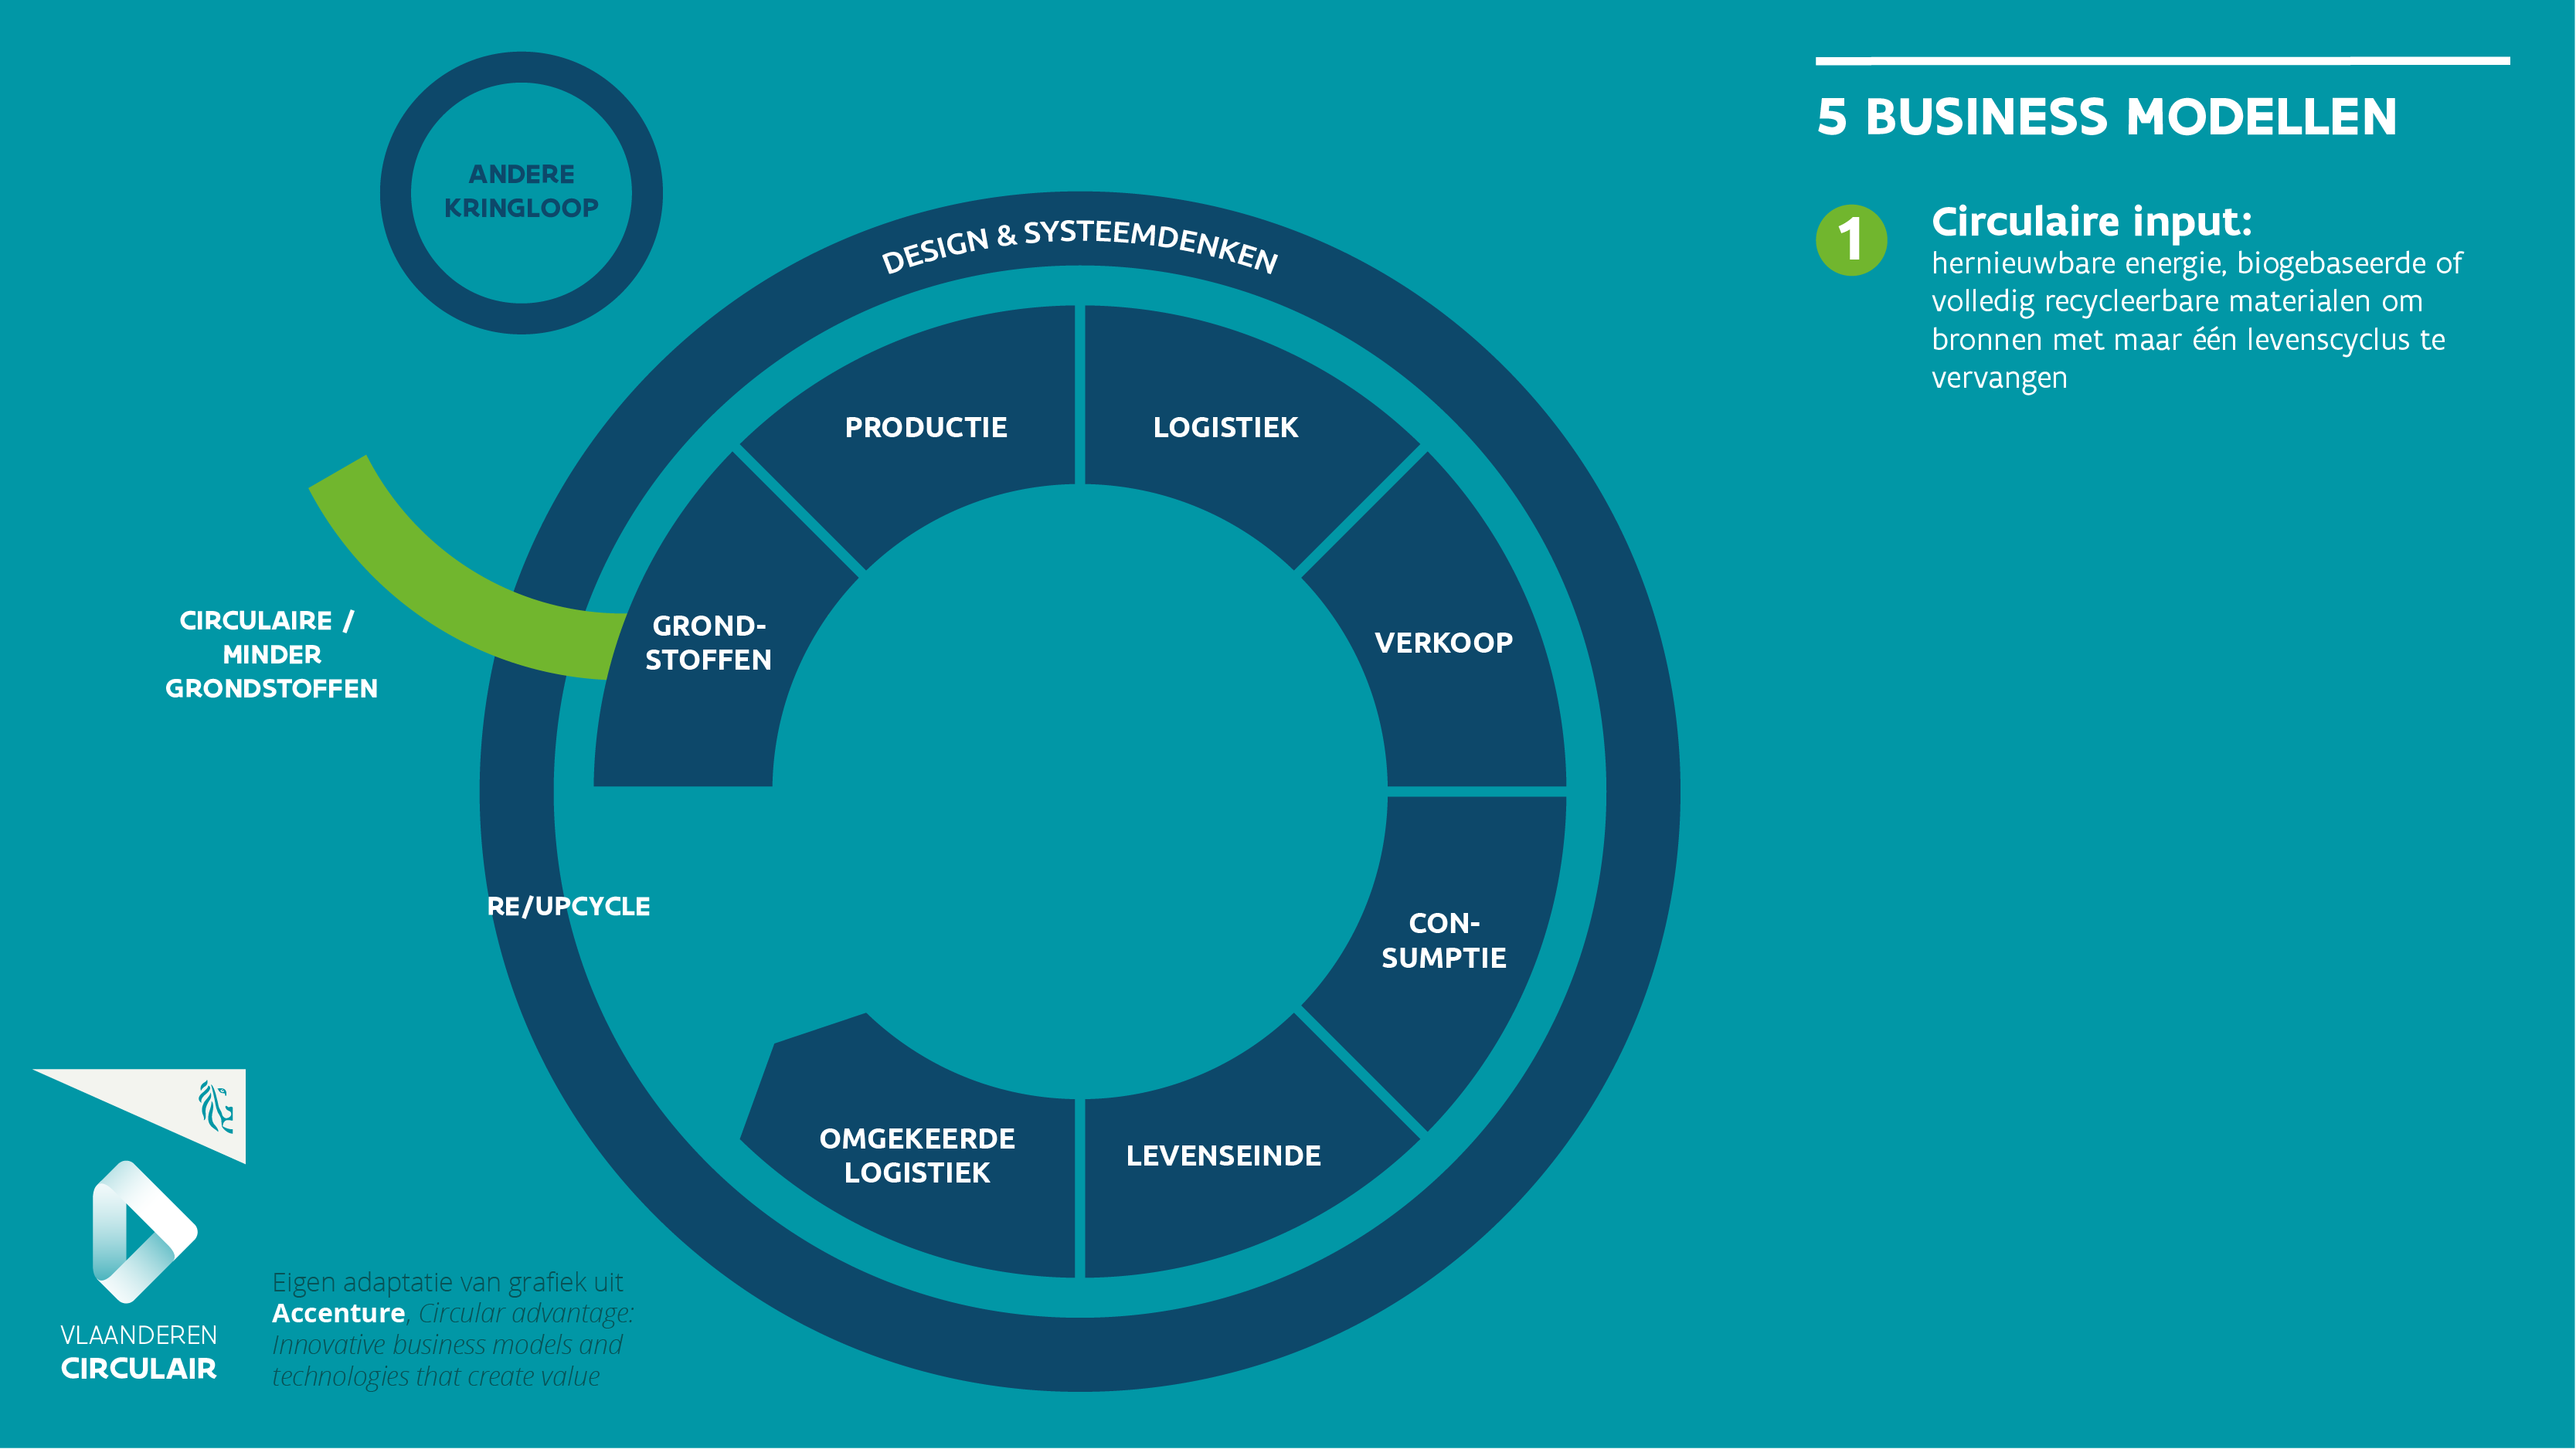 ANDERE
KRINGLOOP
DESIGN & SYSTEEMDENKEN
PRODUCTIE
LOGISTIEK
GROND-
STOFFEN
VERKOOP
CIRCULAIRE /
MINDER
GRONDSTOFFEN
RE/UPCYCLE
CON-
SUMPTIE
OMGEKEERDE
LOGISTIEK
LEVENSEINDE
5 BUSINESS MODELLEN
1
Circulaire input:
hernieuwbare energie, biogebaseerde of
volledig recycleerbare materialen om
bronnen met maar één levenscyclus te
vervangen
VLAANDEREN
CIRCULAIR
Eigen adaptatie van grafiek uit
Accenture, Circular advantage:
Innovative business models and
technologies that create value